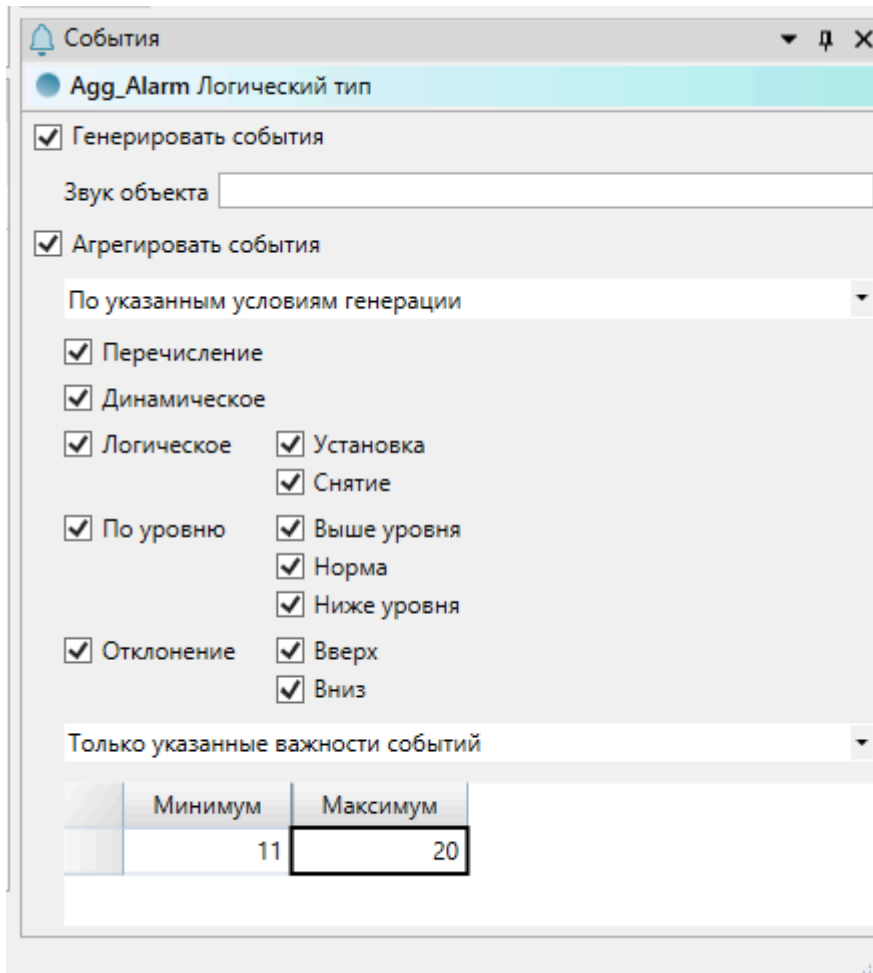 События
Agg_Alarm Логический тип
Генерировать события
Звук объекта
Агрегировать события
По указанным условиям генерации
Перечисление
Динамическое
Логическое Установка
Снятие
По уровню Выше уровня
Норма
Ниже уровня
Отклонение Вверх
Вниз
Только указанные важности событий
Минимум Максимум
11 20